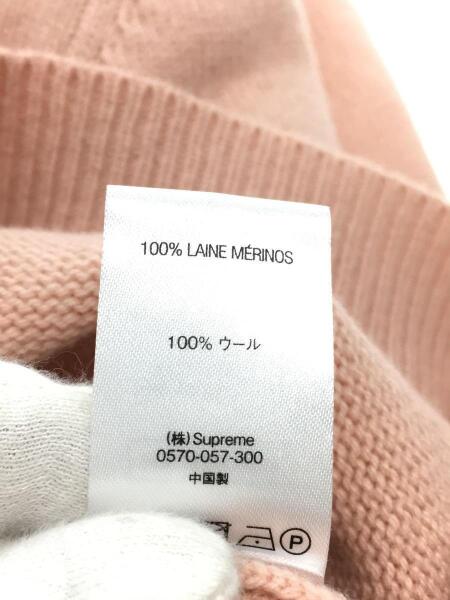 100% LAINE MÉRINOS
100% ウール
(株) Supreme
0570-057-300
中国製
P